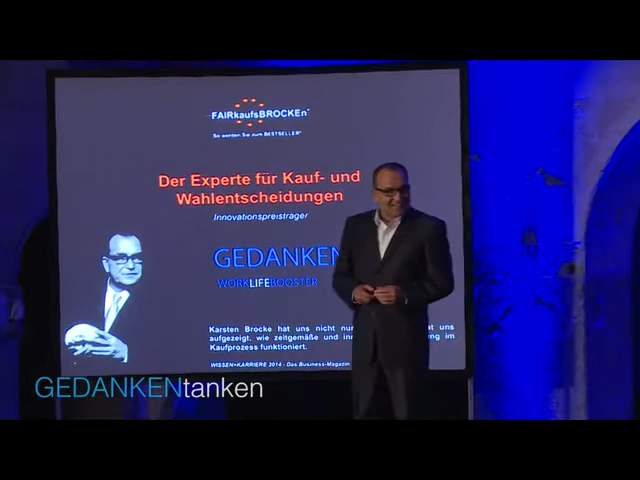 FAIRkaufsBROCKEn
So werden Sie zum BESTSELLER
Der Experte für Kauf- und
Wahlentscheidungen
Innovationspreisträger
GEDANKEN
WORKLIFEBOOSTER
Karsten Brocke hat uns nicht nur
uns
aufgezeigt, wie zeitgemäße und
Kaufprozess funktioniert.
WISSEN+KARRIERE 2014 - Das Business-Magazin
GEDANKENtanken